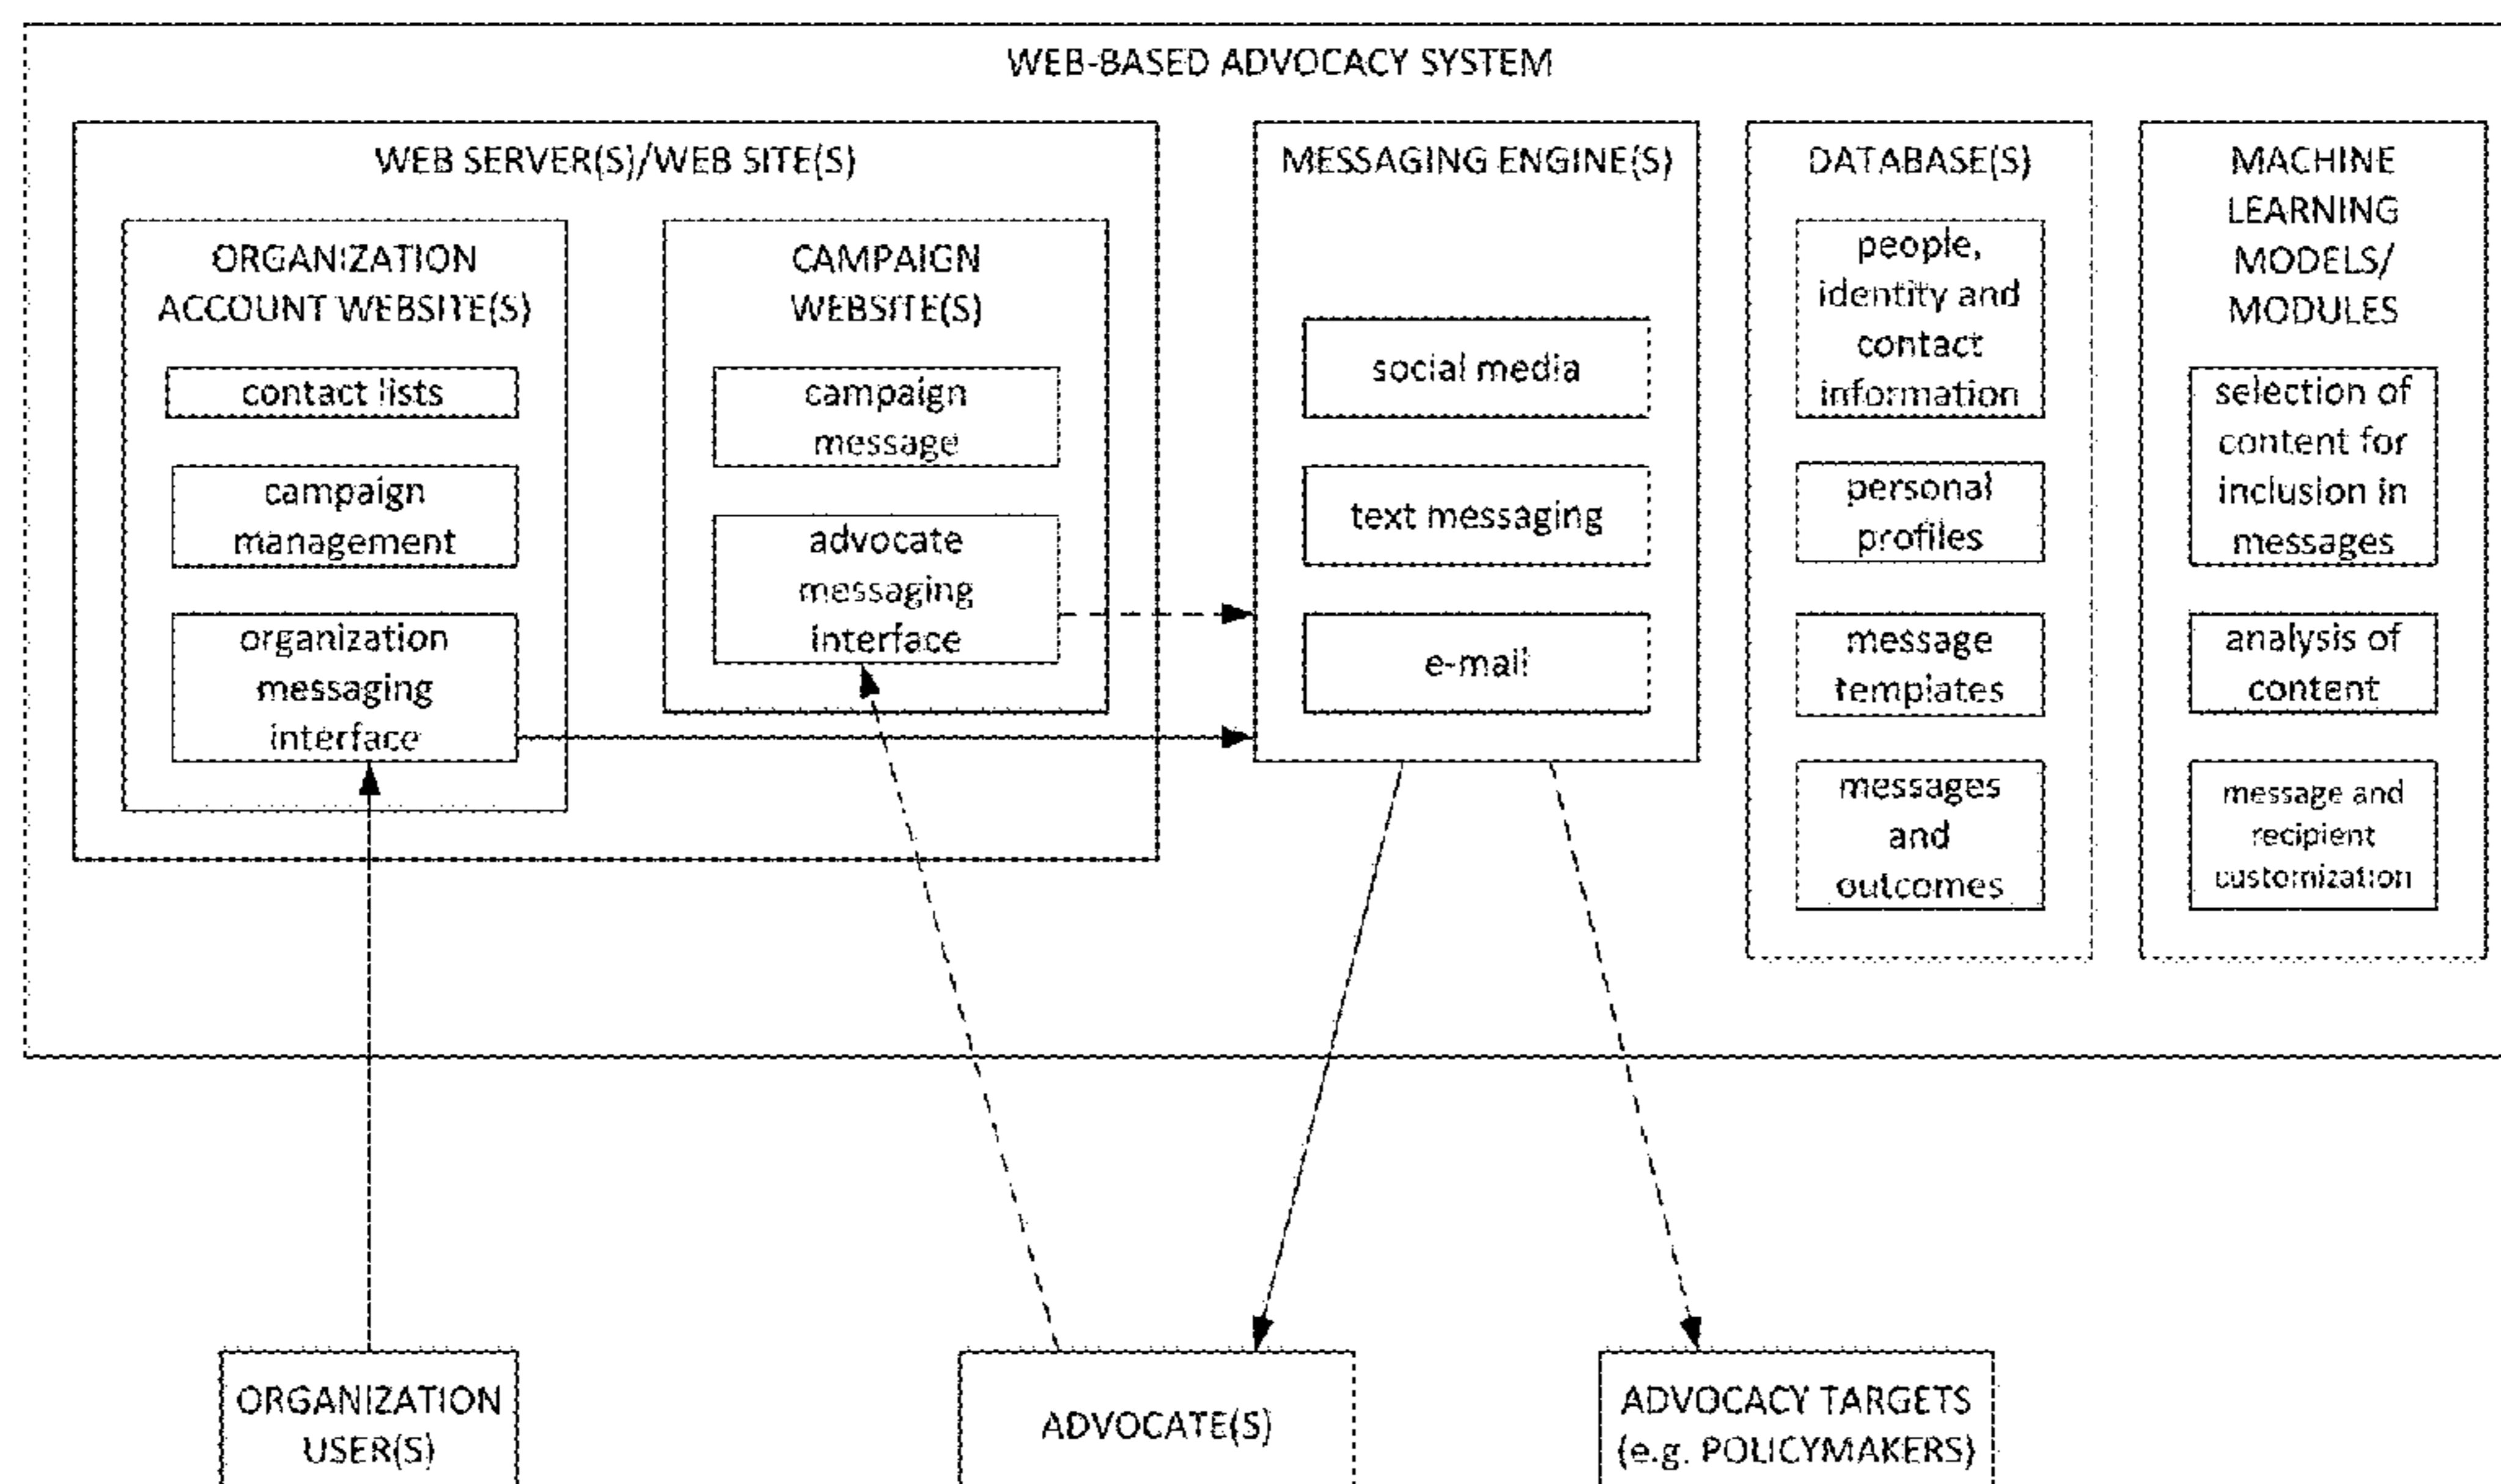 WEB-BASED ADVOCACY SYSTEM
WEB SERVER(S)/WEB SITE(S)
ORGANIZATION
ACCOUNT WEBSITE(S)
contact lists
campaign
management
organization
messaging
interface
CAMPAIGN
WEBSITE(S)
campaign
message
advocate
messaging
interface
MESSAGING ENGINE(S)
social media
text messaging
e-mail
DATABASE(S)
people,
identity and
contact
information
personal
profiles
message
templates
messages
and
outcomes
MACHINE
LEARNING
MODELS/
MODULES
selection of
content for
inclusion in
messages
analysis of
content
message and
recipient
customization
ORGANIZATION
USER(S)
ADVOCATE(S)
ADVOCACY TARGETS
(e.g. POLICYMAKERS)